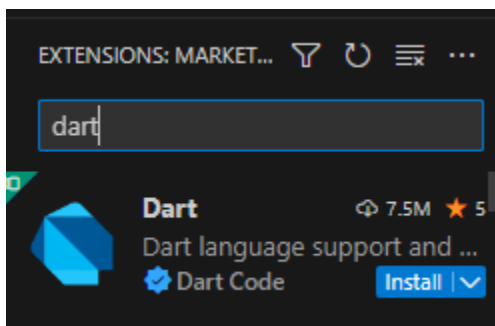 EXTENSIONS: MARKET...
dart
Dart 7.5M 5
Dart language support and ...
Dart Code Install